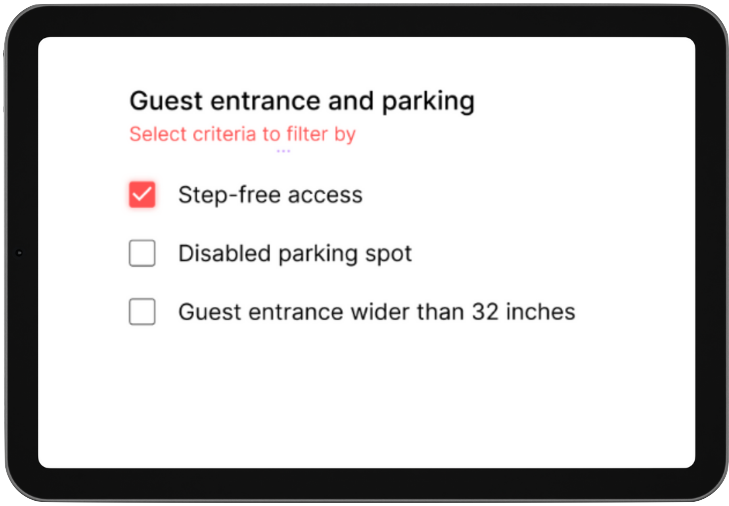 Guest entrance and parking
Select criteria to filter by
Step-free access
Disabled parking spot
Guest entrance wider than 32 inches